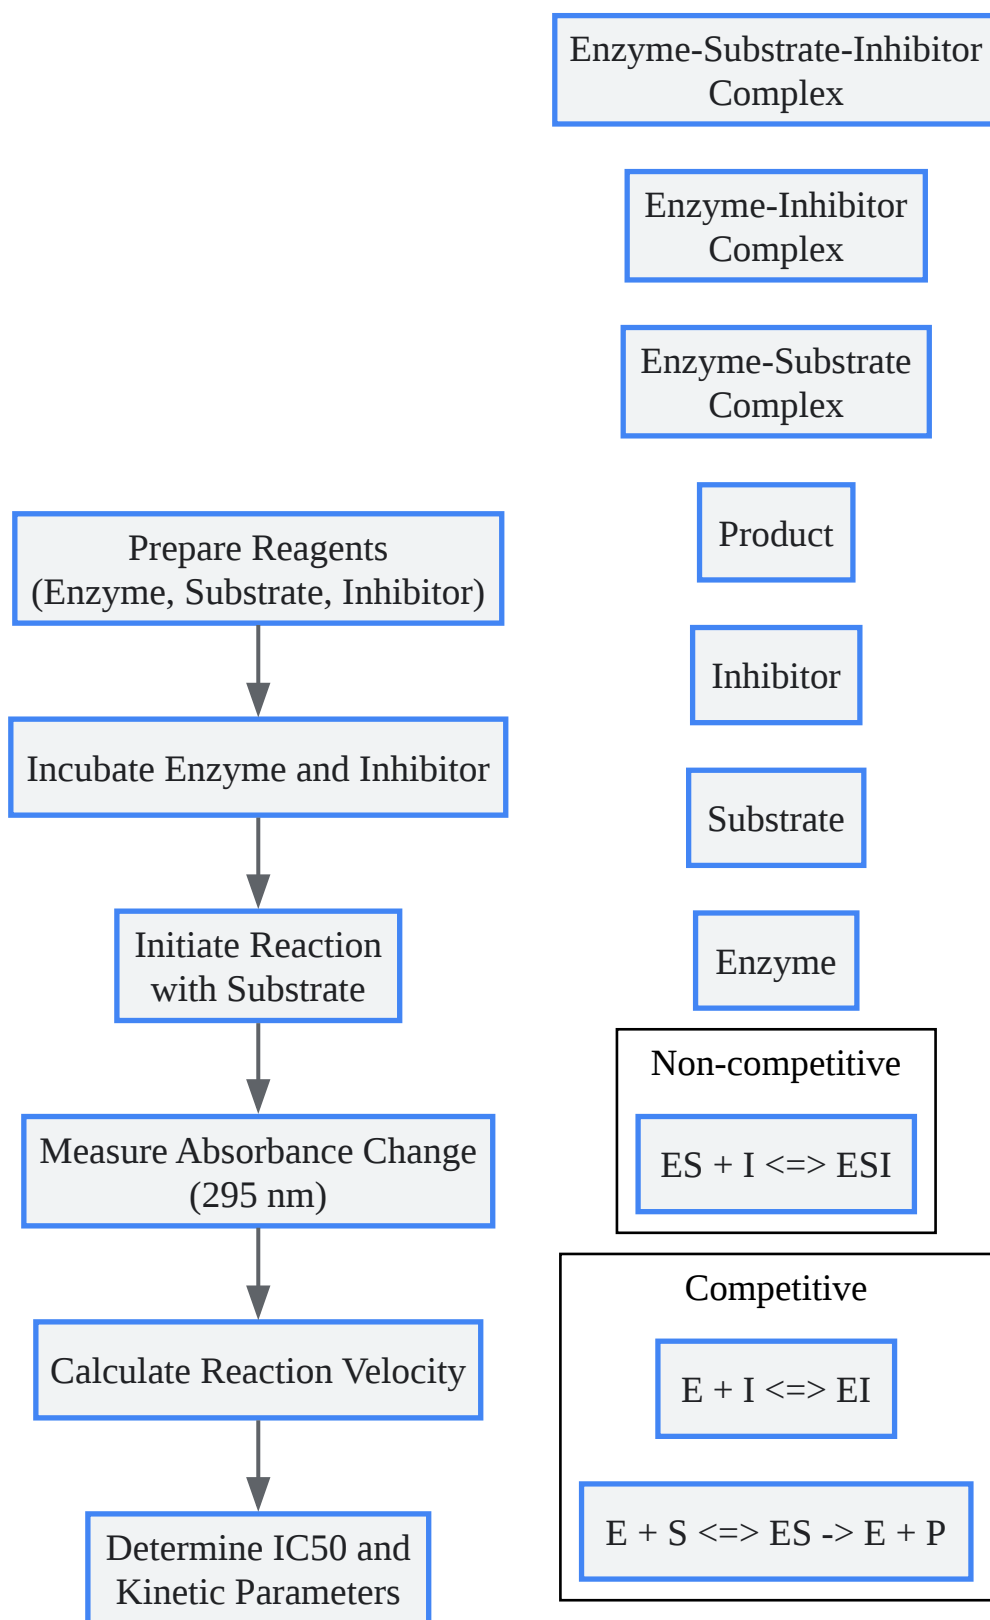 Enzyme-Substrate-Inhibitor
Complex
Enzyme-Inhibitor
Complex
Enzyme-Substrate
Complex
Product
Inhibitor
Substrate
Enzyme
Non-competitive
ES + I <=> ESI
Competitive
E + I <=> EI
E + S <=> ES -> E + P
Prepare Reagents
(Enzyme, Substrate, Inhibitor)
Incubate Enzyme and Inhibitor
Initiate Reaction
with Substrate
Measure Absorbance Change
(295 nm)
Calculate Reaction Velocity
Determine IC50 and
Kinetic Parameters